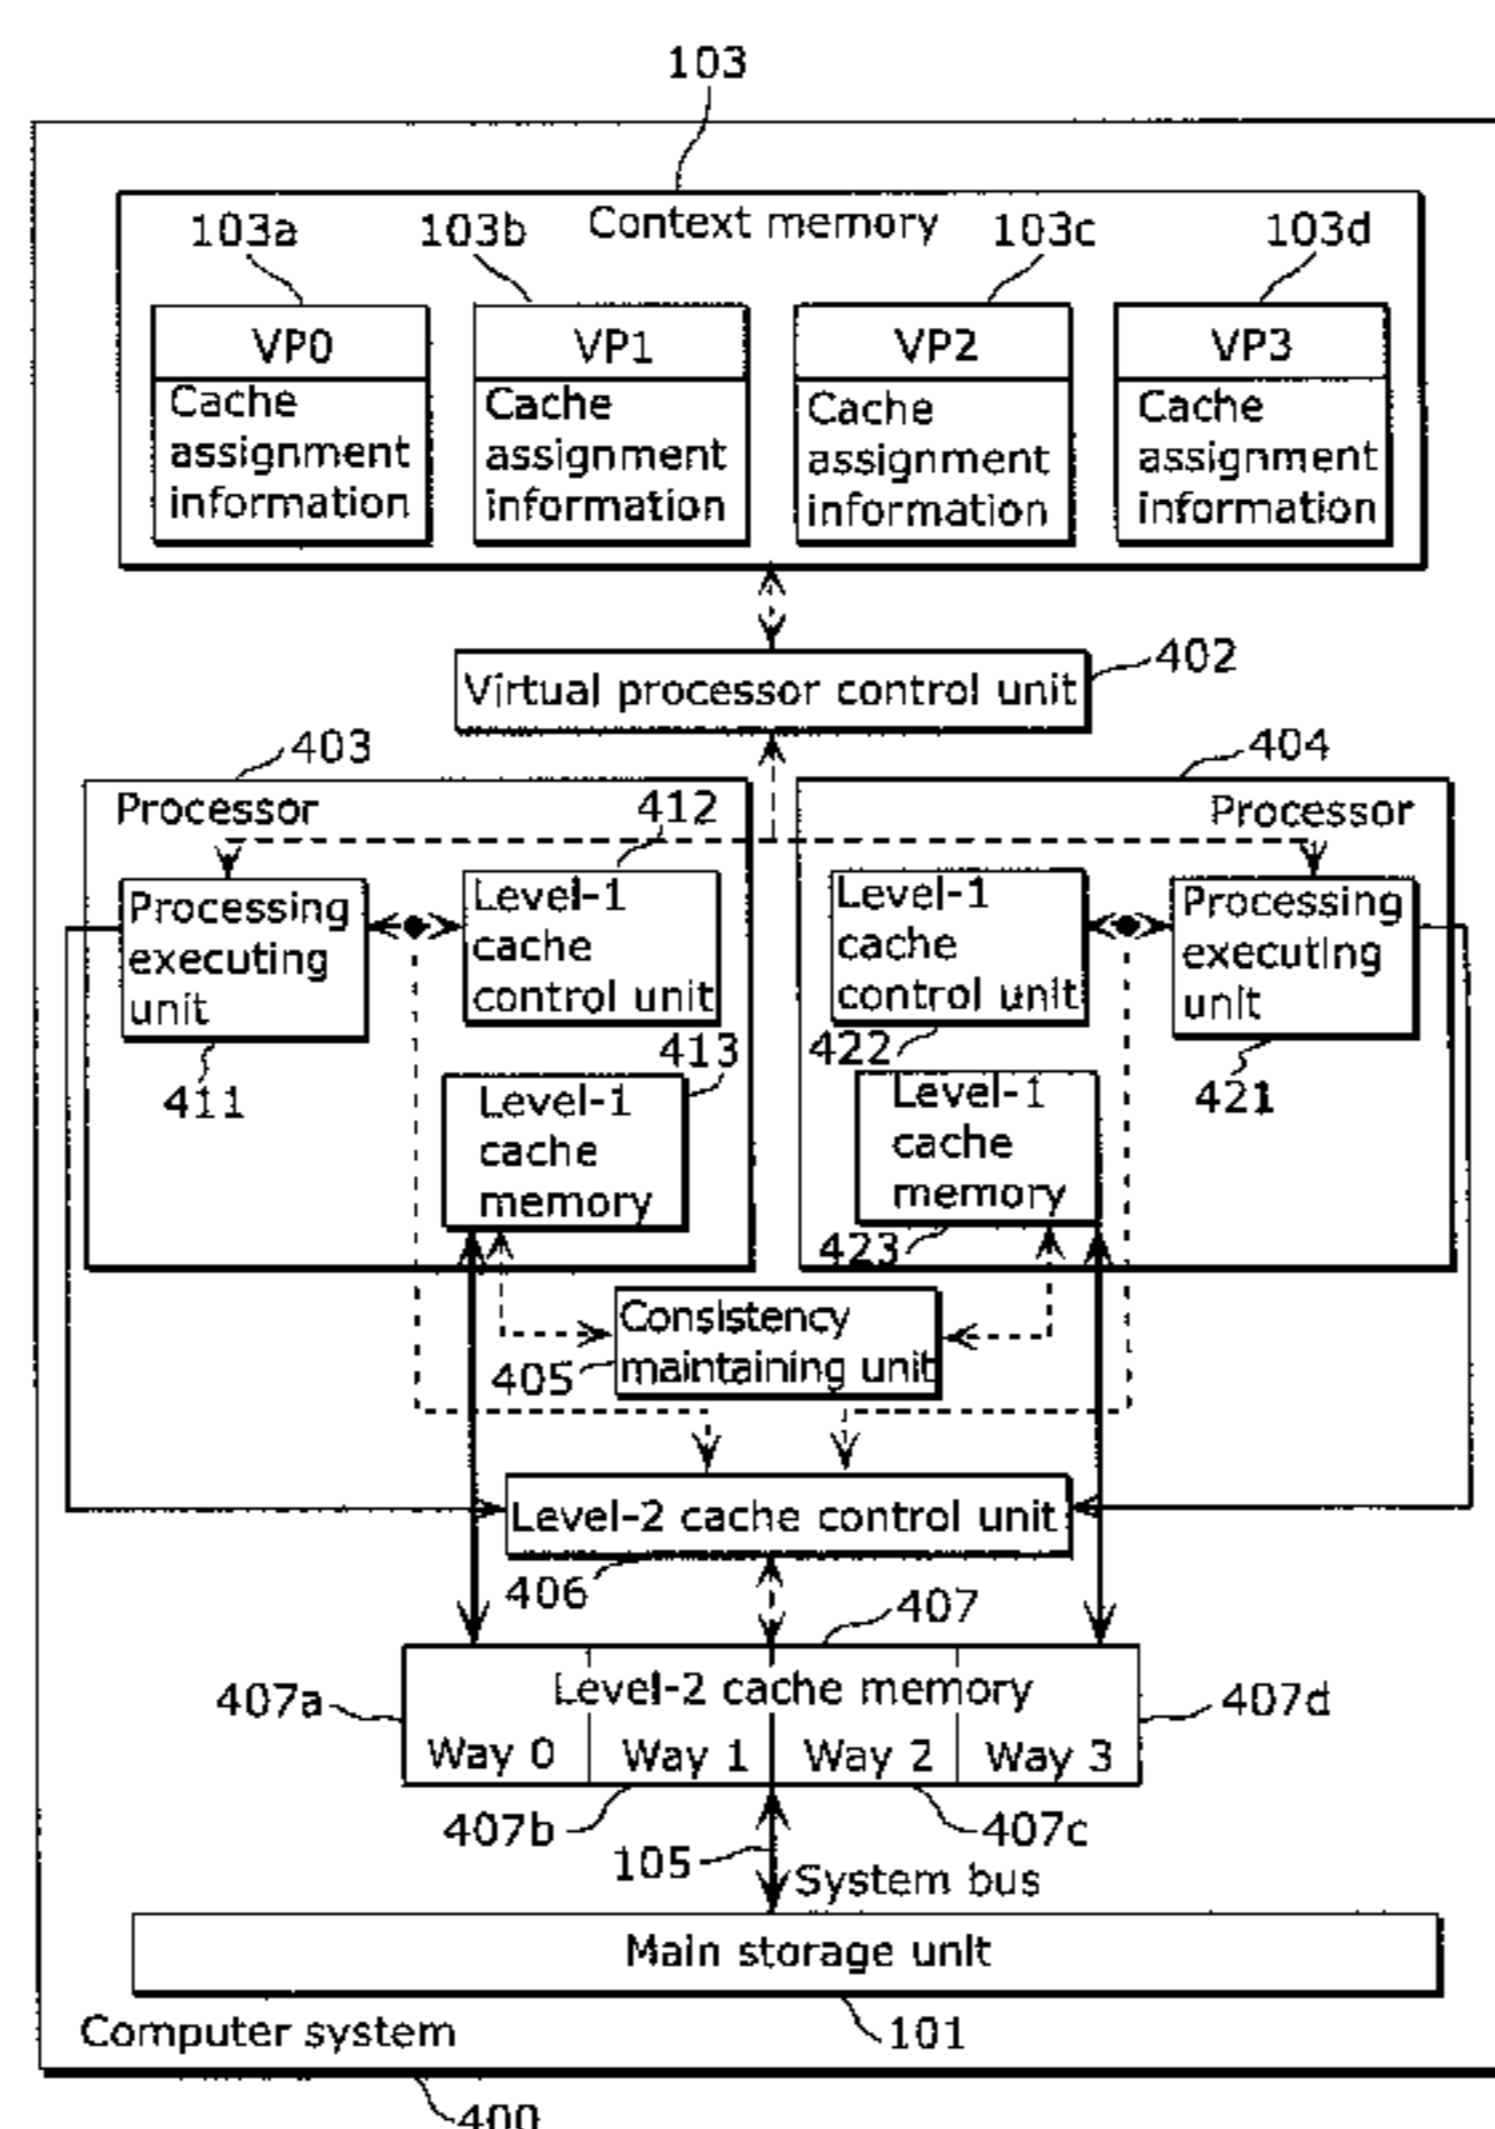 103
103a
103b
Context memory
103c
103d
VP0
VP1
VP2
VP3
Cache
assignment
information
Cache
assignment
information
Cache
assignment
information
Cache
assignment
information
Virtual processor control unit
402
403
404
Processor
412
Processor
Processing
executing
unit
411
Level-1
cache
control unit
413
Level-1
cache
memory
Level-1
cache
control unit
422
Processing
executing
unit
421
Level-1
cache
memory
423
Consistency
maintaining unit
405
Level-2 cache control unit
406
407
Level-2 cache memory
407a
407d
Way 0
Way 1
Way 2
Way 3
407b
407c
105
System bus
Main storage unit
Computer system
101
400